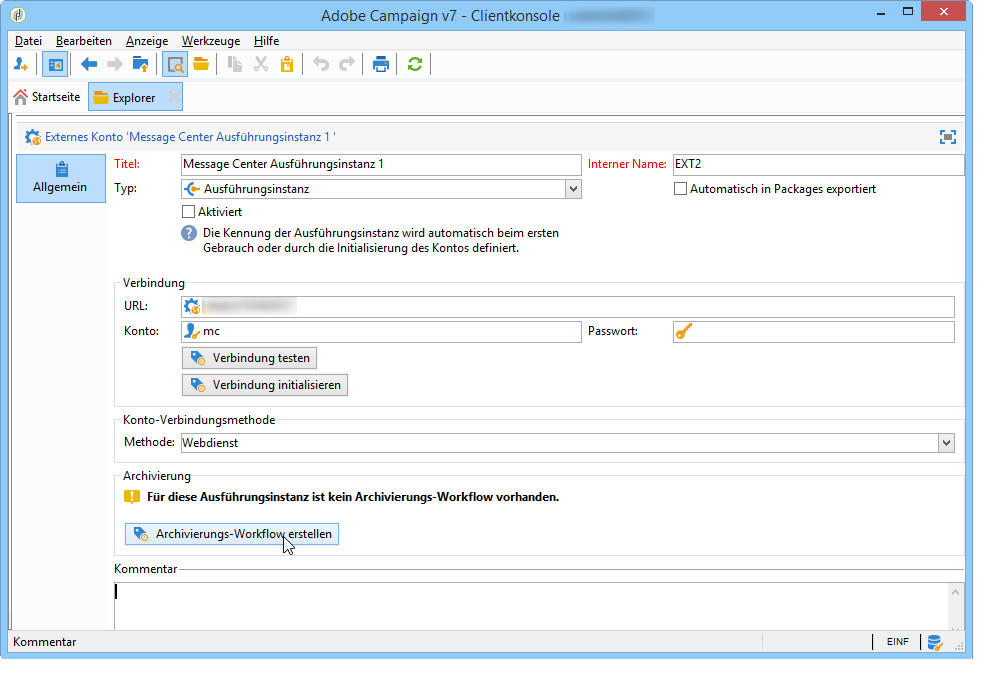 Adobe Campaign v7 - Clientkonsole
Datei Bearbeiten Anzeige Werkzeuge Hilfe
Startseite Explorer
Externes Konto 'Message Center Ausführungsinstanz 1 '
Allgemein
Titel: Message Center Ausführungsinstanz 1 Interner Name: EXT2
Typ: Ausführungsinstanz Automatisch in Packages exportiert
Aktiviert
Die Kennung der Ausführungsinstanz wird automatisch beim ersten
Gebrauch oder durch die Initialisierung des Kontos definiert.
Verbindung
URL:
Konto: mc Passwort:
Verbindung testen
Verbindung initialisieren
Konto-Verbindungsmethode
Methode: Webdienst
Archivierung
Für diese Ausführungsinstanz ist kein Archivierungs-Workflow vorhanden.
Archivierungs-Workflow erstellen
Kommentar
Kommentar EINF